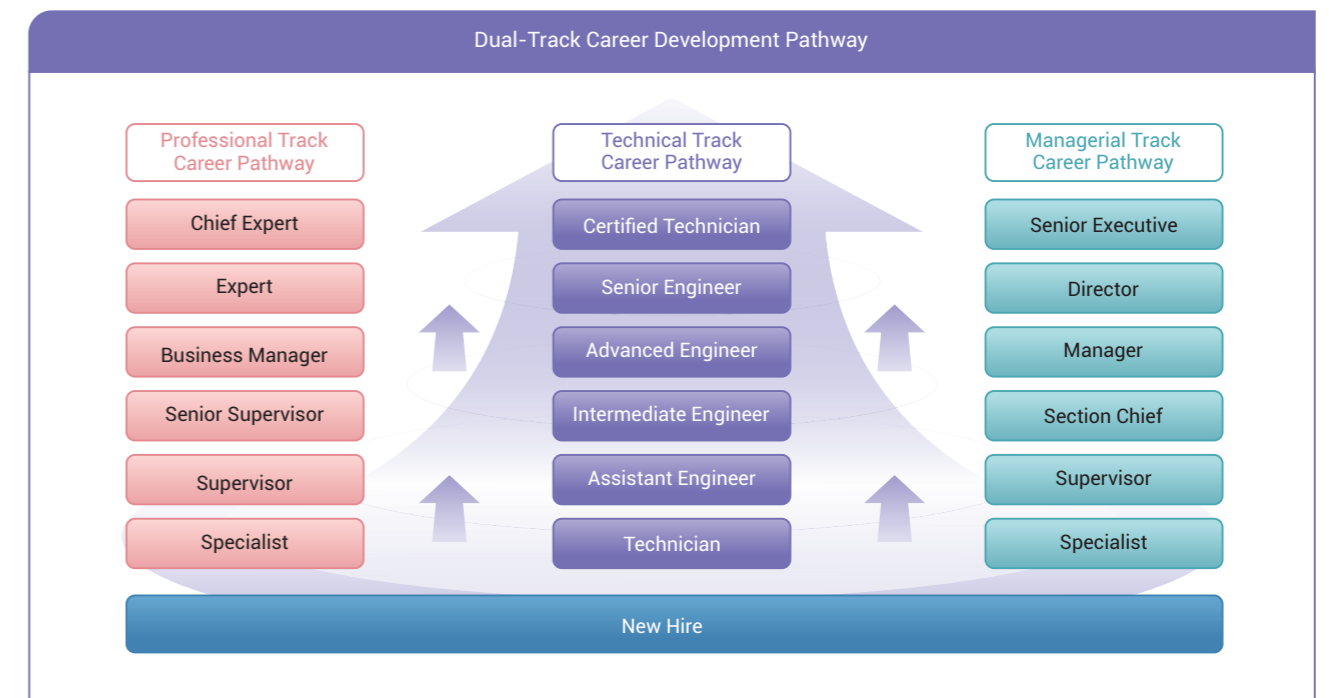 Dual-Track Career Development Pathway
Professional Track
Career Pathway
Chief Expert
Expert
Business Manager
Senior Supervisor
Supervisor
Specialist
Technical Track
Career Pathway
Certified Technician
Senior Engineer
Advanced Engineer
Intermediate Engineer
Assistant Engineer
Technician
Managerial Track
Career Pathway
Senior Executive
Director
Manager
Section Chief
Supervisor
Specialist
New Hire